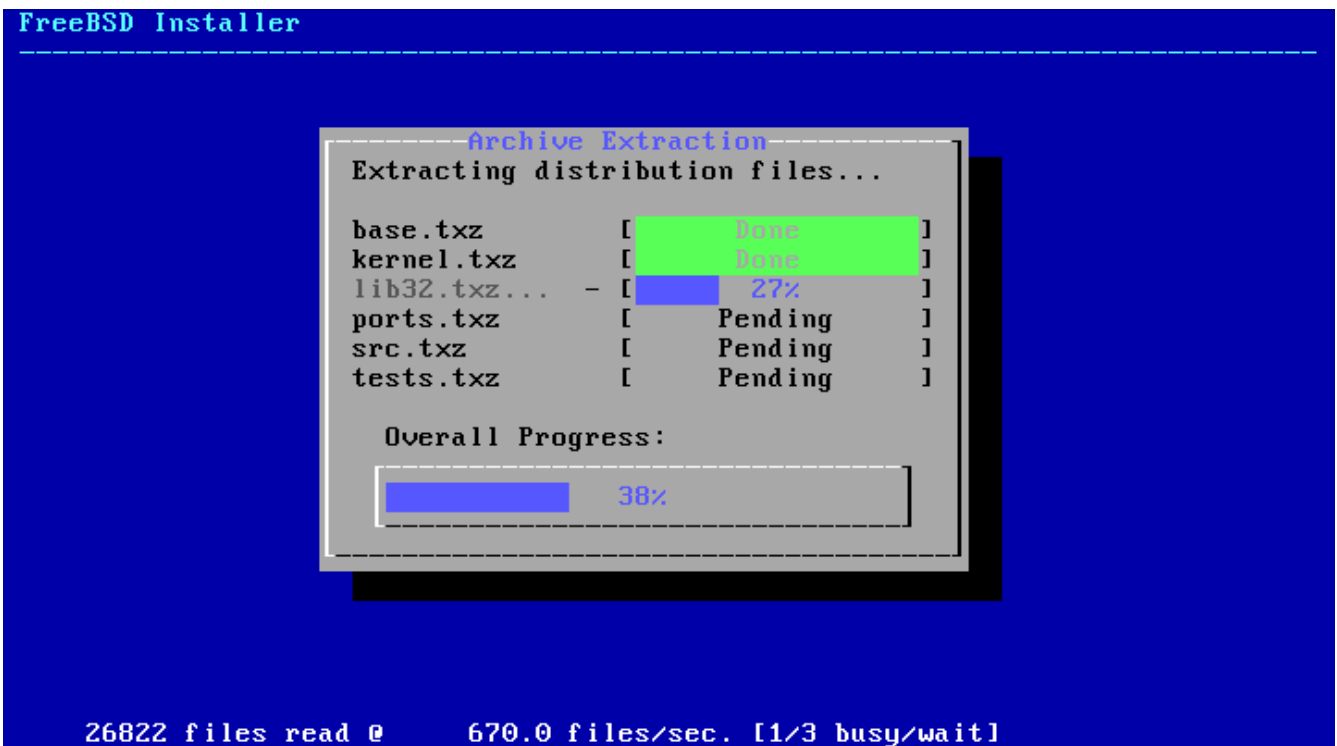 FreeBSD Installer
Archive Extraction
Extracting distribution files...
base.txz [ Done ]
kernel.txz [ Done ]
lib32.txz... - [ 27% ]
ports.txz [ Pending ]
src.txz [ Pending ]
tests.txz [ Pending ]
Overall Progress:
38%
26822 files read @ 670.0 files/sec. [1/3 busy/wait]